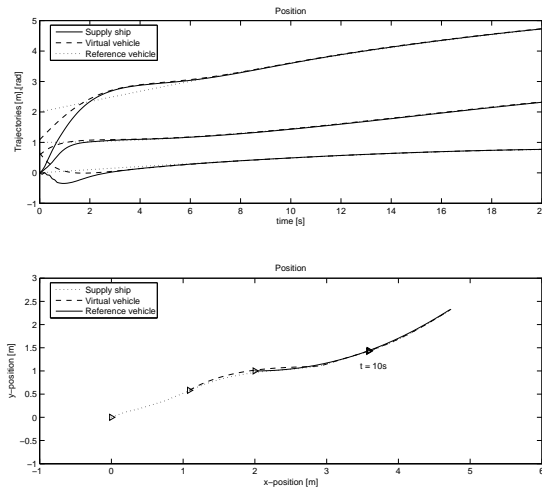 Position
Supply ship
Virtual vehicle
Reference vehicle
Trajectories [m],[rad]
5
4
3
2
1
0
−1
0 2 4 6 8 10 12 14 16 18 2
time [s]
Position
Supply ship
Virtual vehicle
Reference vehicle
y−position [m]
3
2.5
2
1.5
1
0.5
0
−0.5
−1
t = 10s
−1 0 1 2 3 4 5 6
x−position [m]